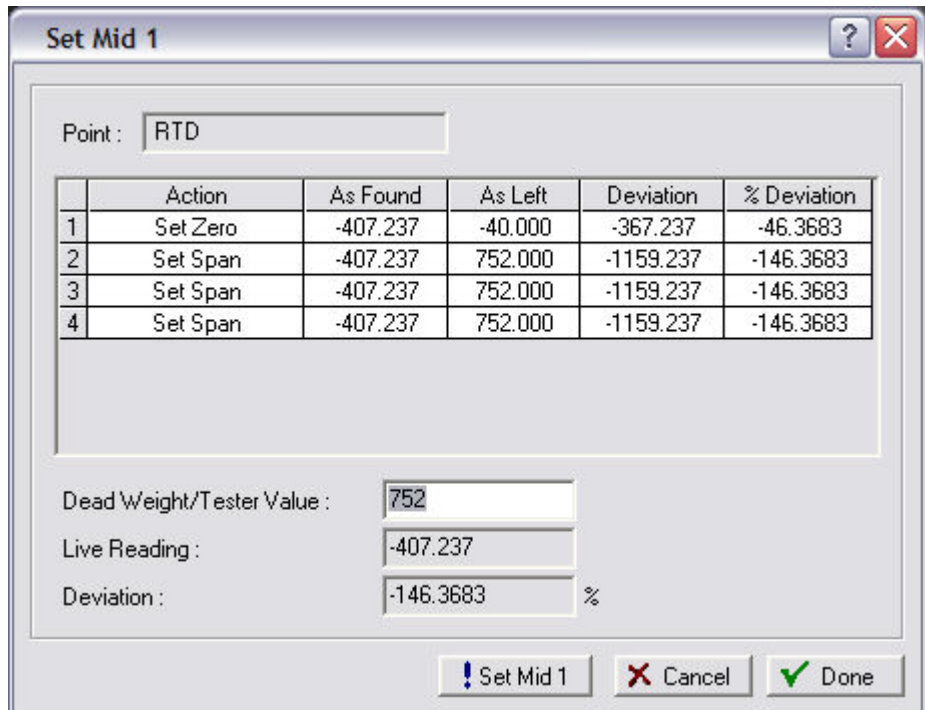 Set Mid 1
Point : RTD
Action As Found As Left Deviation % Deviation
1 Set Zero -407.237 -40.000 -367.237 -46.3683
2 Set Span -407.237 752.000 -1159.237 -146.3683
3 Set Span -407.237 752.000 -1159.237 -146.3683
4 Set Span -407.237 752.000 -1159.237 -146.3683
Dead Weight/Tester Value : 752
Live Reading : -407.237
Deviation : -146.3683 %
! Set Mid 1 Cancel Done